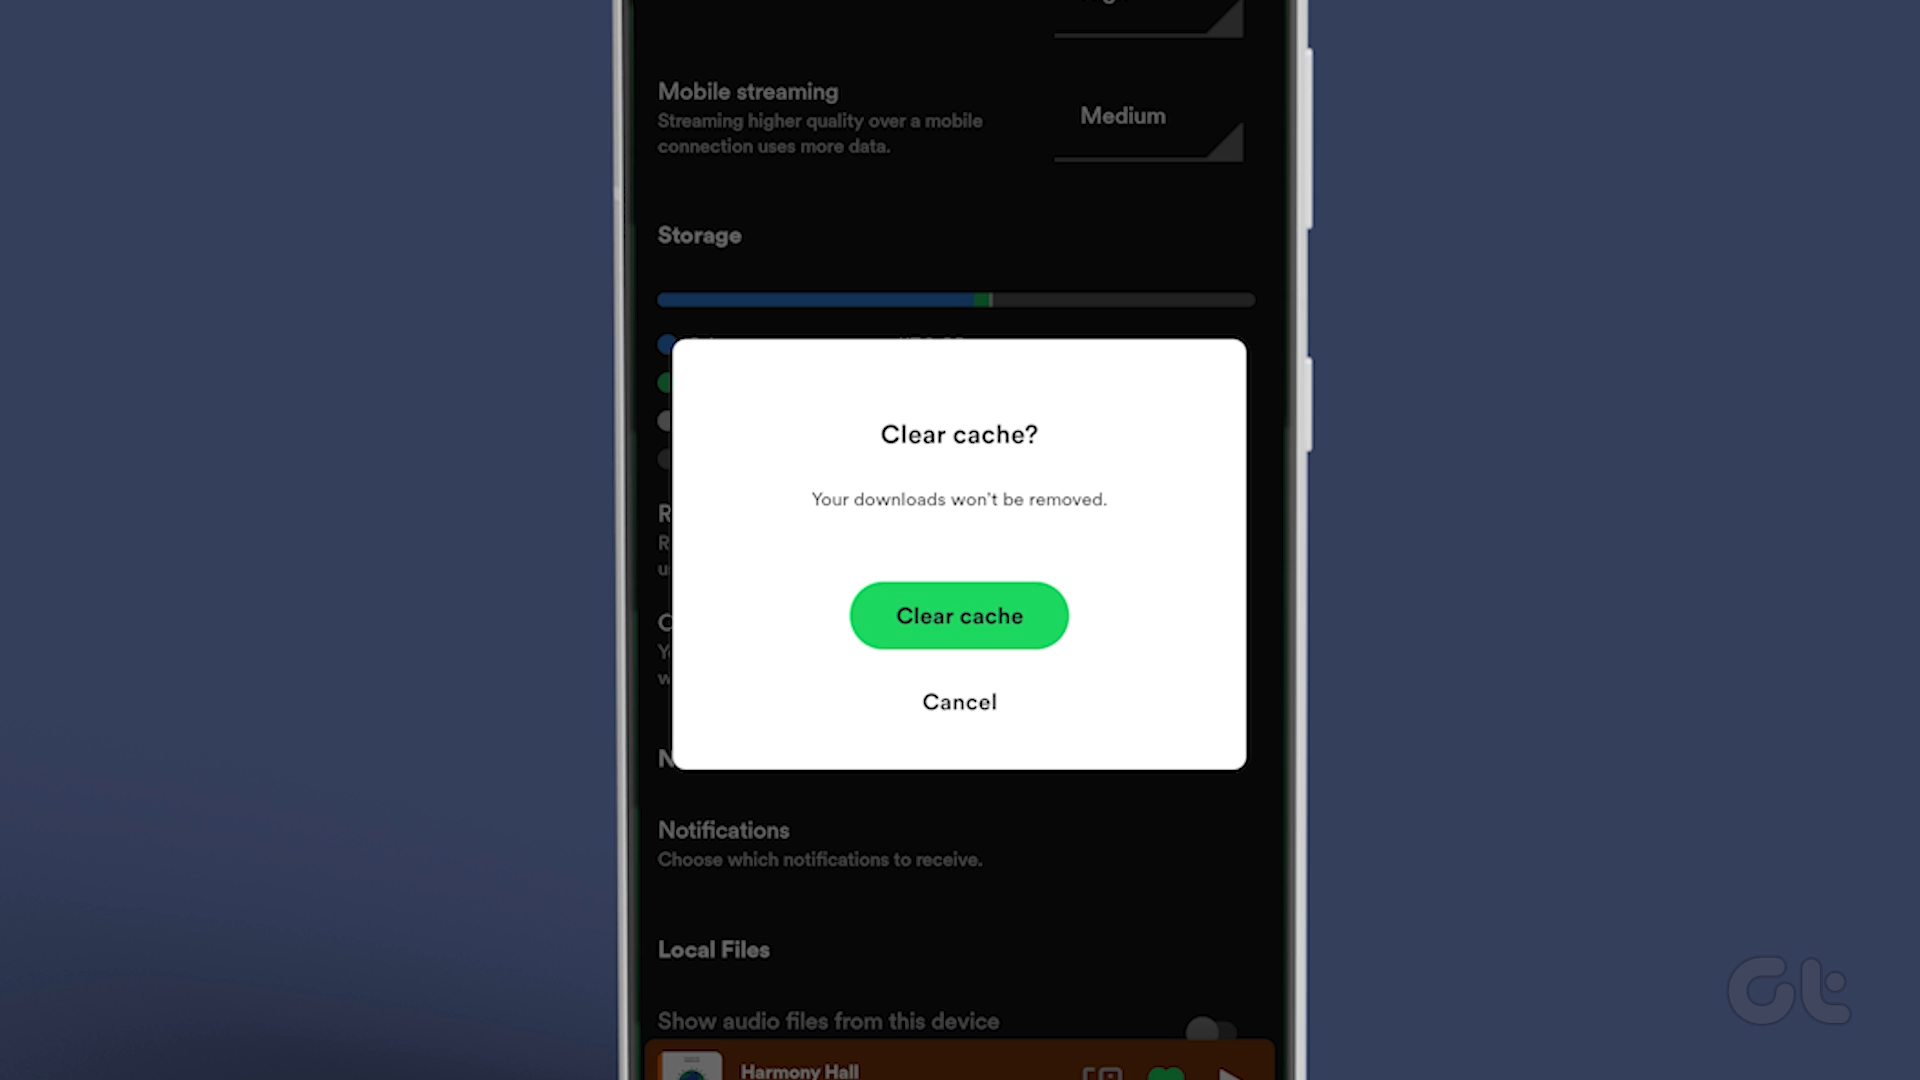 Mobile streaming
Streaming higher quality over a mobile
connection uses more data.
Medium
Storage
Clear cache?
Your downloads won't be removed.
Clear cache
Cancel
Notifications
Choose which notifications to receive.
Local Files
Show audio files from this device
Harmony Hall
Gt